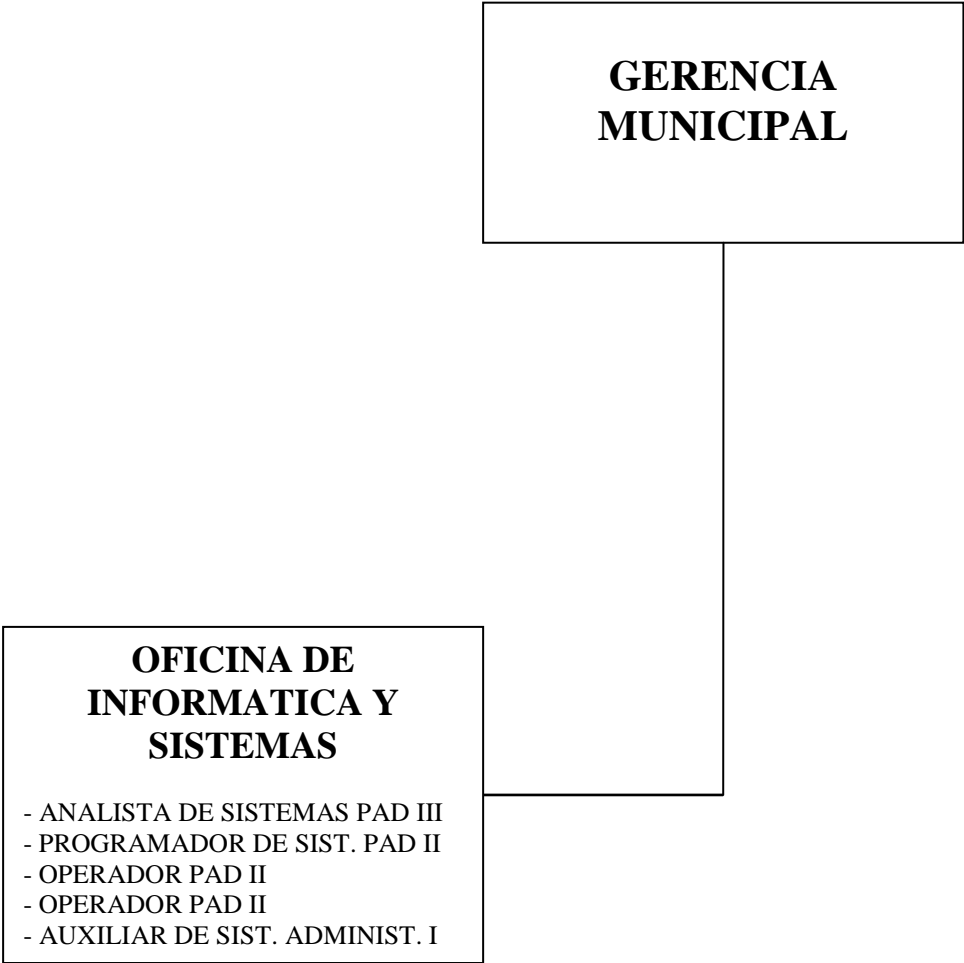 GERENCIA
MUNICIPAL
OFICINA DE
INFORMATICA Y
SISTEMAS
- ANALISTA DE SISTEMAS PAD III
- PROGRAMADOR DE SIST. PAD II
- OPERADOR PAD II
- OPERADOR PAD II
- AUXILIAR DE SIST. ADMINIST. I